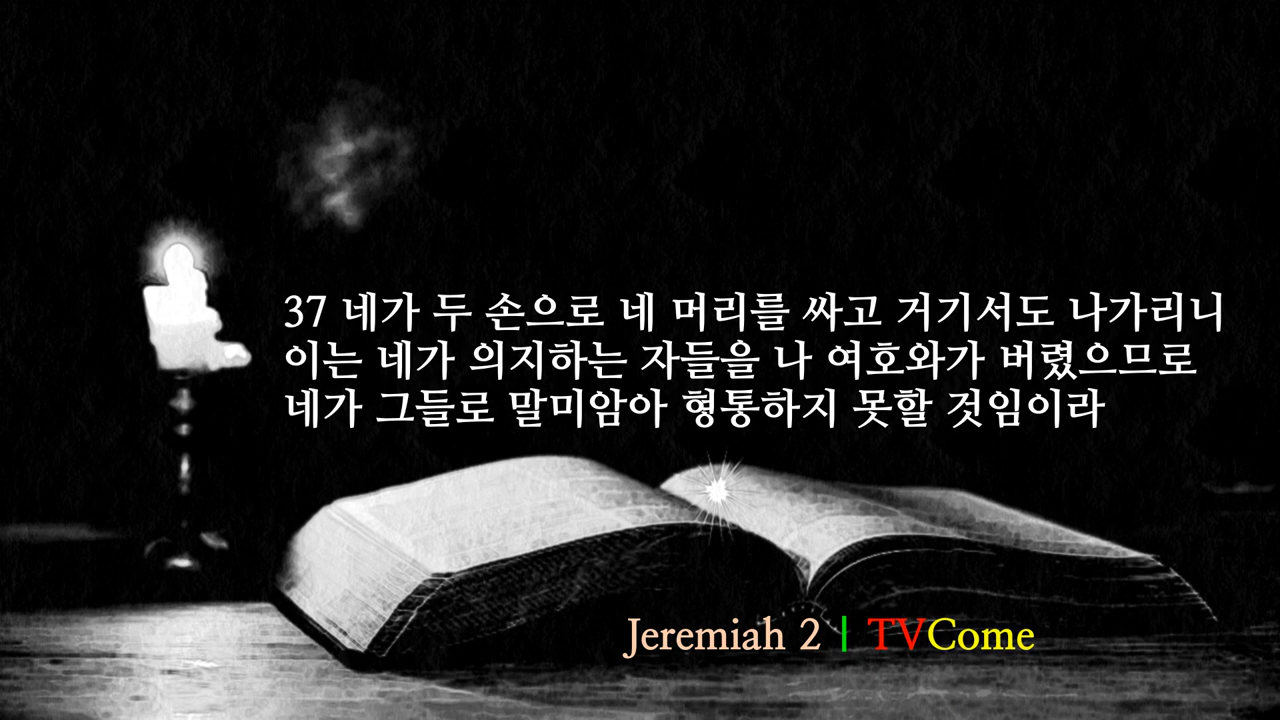 37 네가 두 손으로 네 머리를 싸고 거기서도 나가리니
이는 네가 의지하는 자들을 나 여호와가 버렸으므로
네가 그들로 말미암아 형통하지 못할 것임이라
Jeremiah 2 | TVCome